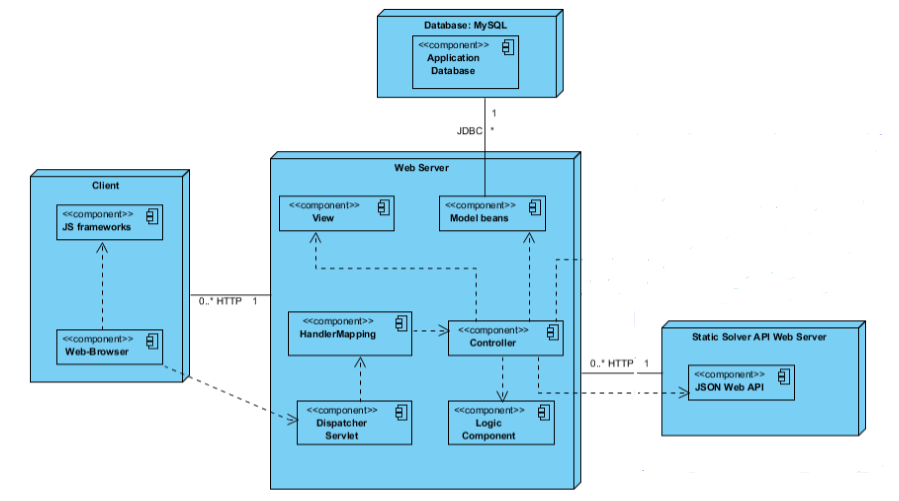 Database: MySQL
<<component>>
Application
Database
1
JDBC *
Web Server
Client
<<component>>
JS frameworks
<<component>>
View
<<component>>
Model beans
0..* HTTP 1
<<component>>
HandlerMapping
<<component>>
Controller
<<component>>
Web-Browser
Static Solver API Web Server
0..* HTTP 1
<<component>>
JSON Web API
<<component>>
Dispatcher
Servlet
<<component>>
Logic
Component